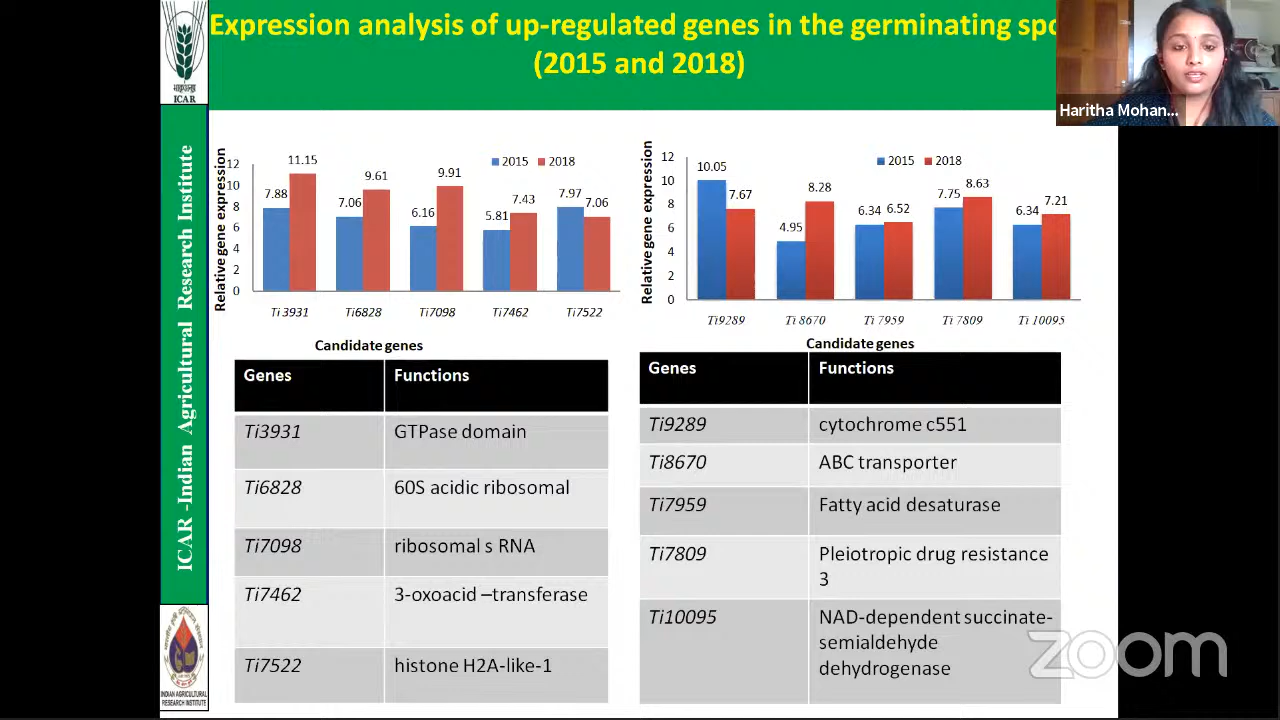 Expression analysis of up-regulated genes in the germinating spo
(2015 and 2018)
Haritha Mohan...
ICAR
ICAR -Indian Agricultural Research Institute
INDIAN AGRICULTURAL
RESEARCH INSTITUTE
Relative gene expression
12
10
8
6
4
2
0
2015 2018
7.88 11.15
7.06 9.61
6.16 9.91
5.81 7.43
7.97 7.06
Ti 3931 Ti6828 Ti7098 Ti7462 Ti7522
Candidate genes
Relative gene expression
12
10
8
6
4
2
0
2015 2018
10.05 7.67
4.95 8.28
6.34 6.52
7.75 8.63
6.34 7.21
Ti9289 Ti 8670 Ti 7959 Ti 7809 Ti 10095
Candidate genes
Genes Functions
Ti3931 GTPase domain
Ti6828 60S acidic ribosomal
Ti7098 ribosomal s RNA
Ti7462 3-oxoacid –transferase
Ti7522 histone H2A-like-1
Genes Functions
Ti9289 cytochrome c551
Ti8670 ABC transporter
Ti7959 Fatty acid desaturase
Ti7809 Pleiotropic drug resistance
3
Ti10095 NAD-dependent succinate-
semialdehyde
dehydrogenase
zoom